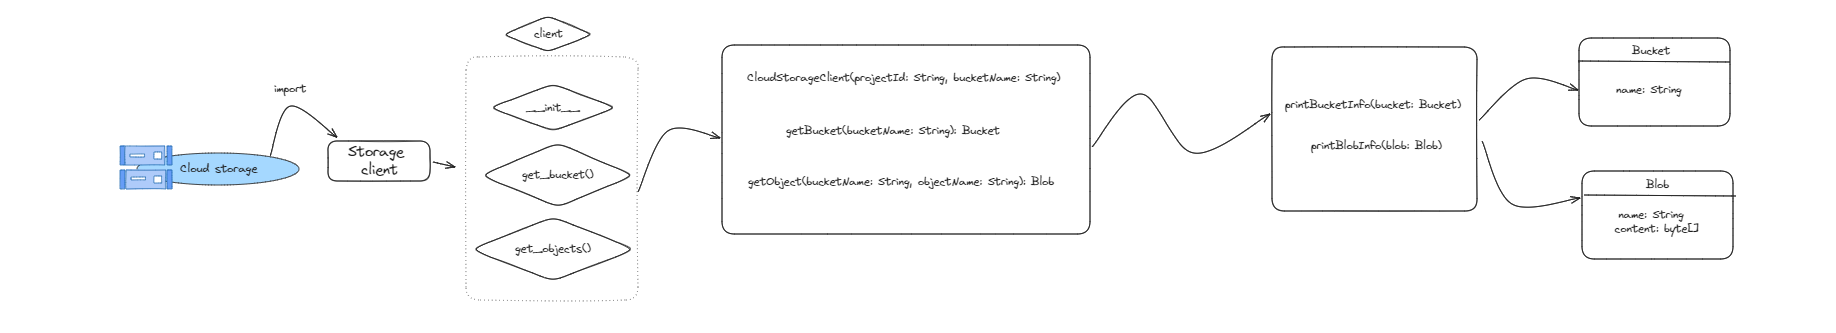 import
Cloud storage
Storage
client
client
__init__
get_bucket()
get_objects()
CloudStorageClient(projectId: String, bucketName: String)
getBucket(bucketName: String): Bucket
getObject(bucketName: String, objectName: String): Blob
printBucketInfo(bucket: Bucket)
printBlobInfo(blob: Blob)
Bucket
name: String
Blob
name: String
content: byte[]